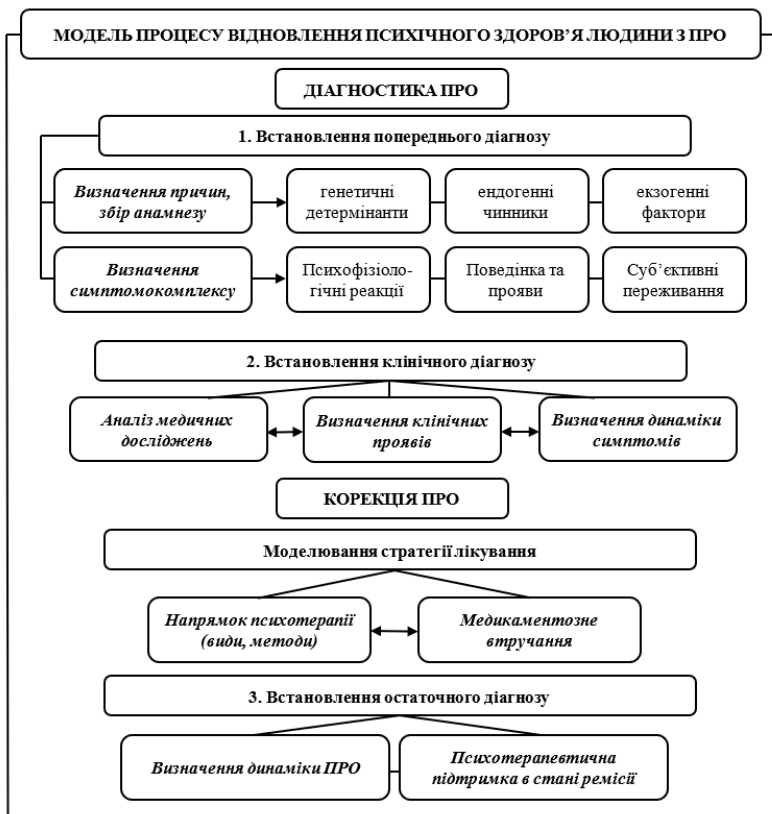 МОДЕЛЬ ПРОЦЕСУ ВІДНОВЛЕННЯ ПСИХІЧНОГО ЗДОРОВ’Я ЛЮДИНИ З ПРО
ДІАГНОСТИКА ПРО
1. Встановлення попереднього діагнозу
Визначення причин,
збір анамнезу
генетичні
детермінанти
ендогенні
чинники
екзогенні
фактори
Визначення
симптомокомплексу
Психофізіоло-
гічні реакції
Поведінка та
прояви
Суб’єктивні
переживання
2. Встановлення клінічного діагнозу
Аналіз медичних
досліджень
Визначення клінічних
проявів
Визначення динаміки
симптомів
КОРЕКЦІЯ ПРО
Моделювання стратегії лікування
Напрямок психотерапії
(види, методи)
Медикаментозне
втручання
3. Встановлення остаточного діагнозу
Визначення динаміки ПРО
Психотерапевтична
підтримка в стані ремісії